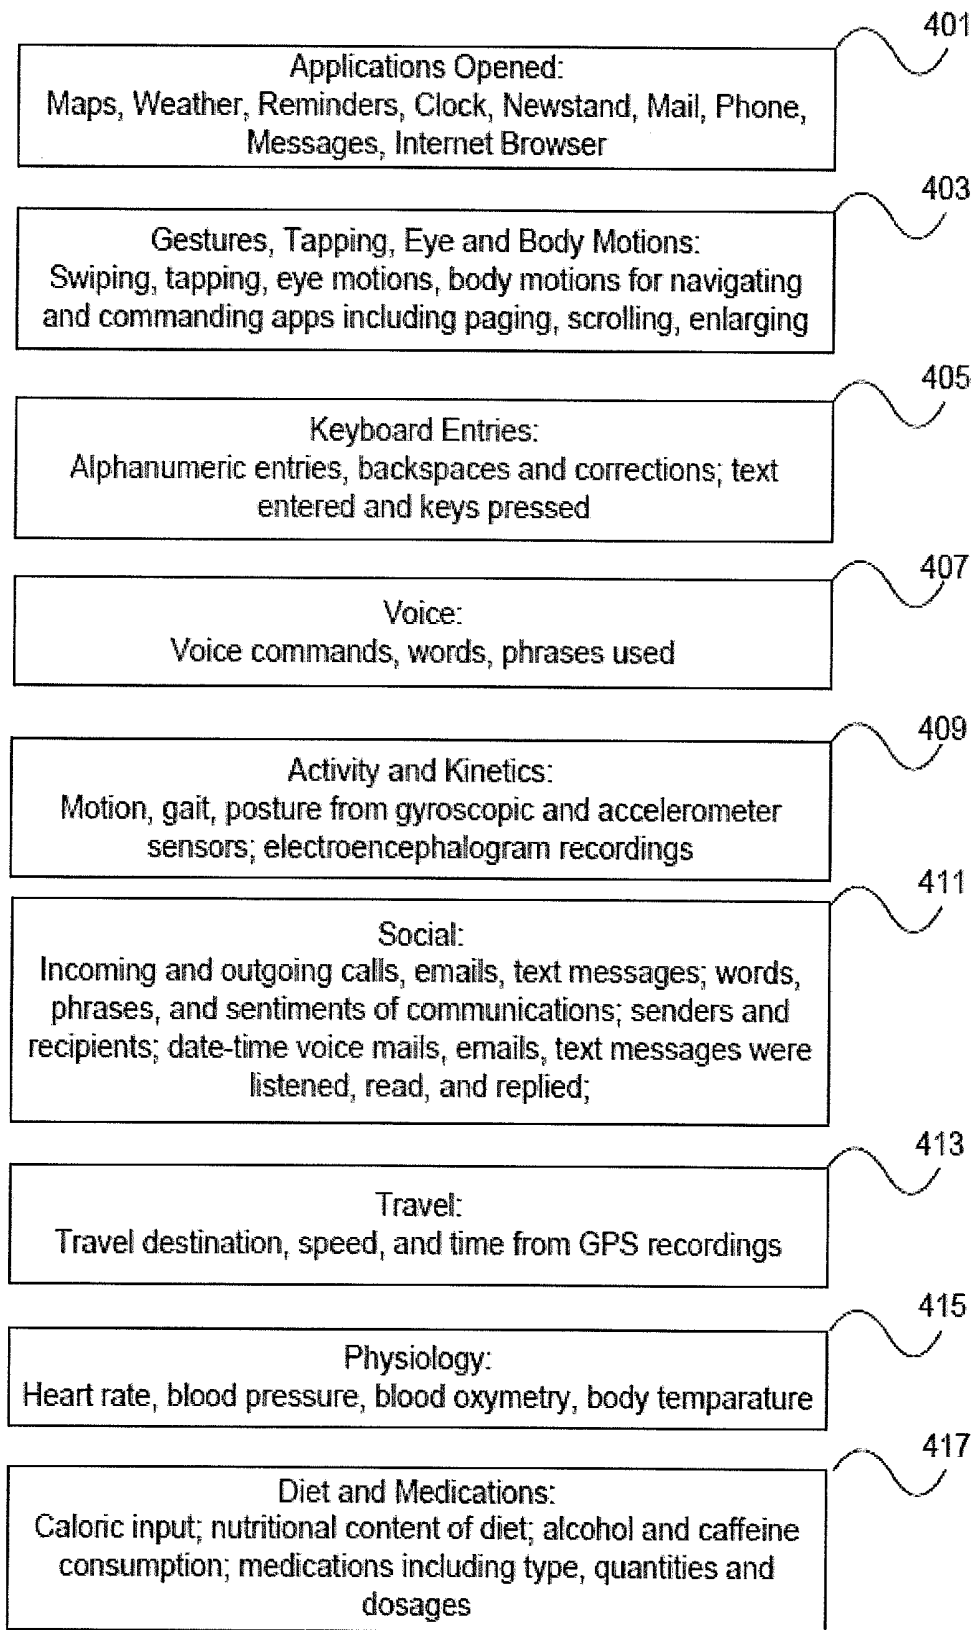 401
Applications Opened:
Maps, Weather, Reminders, Clock, Newstand, Mail, Phone,
Messages, Internet Browser
403
Gestures, Tapping, Eye and Body Motions:
Swiping, tapping, eye motions, body motions for navigating
and commanding apps including paging, scrolling, enlarging
405
Keyboard Entries:
Alphanumeric entries, backspaces and corrections; text
entered and keys pressed
407
Voice:
Voice commands, words, phrases used
409
Activity and Kinetics:
Motion, gait, posture from gyroscopic and accelerometer
sensors; electroencephalogram recordings
411
Social:
Incoming and outgoing calls, emails, text messages; words,
phrases, and sentiments of communications; senders and
recipients; date-time voice mails, emails, text messages were
listened, read, and replied;
413
Travel:
Travel destination, speed, and time from GPS recordings
415
Physiology:
Heart rate, blood pressure, blood oxymetry, body temparature
417
Diet and Medications:
Caloric input; nutritional content of diet; alcohol and caffeine
consumption; medications including type, quantities and
dosages